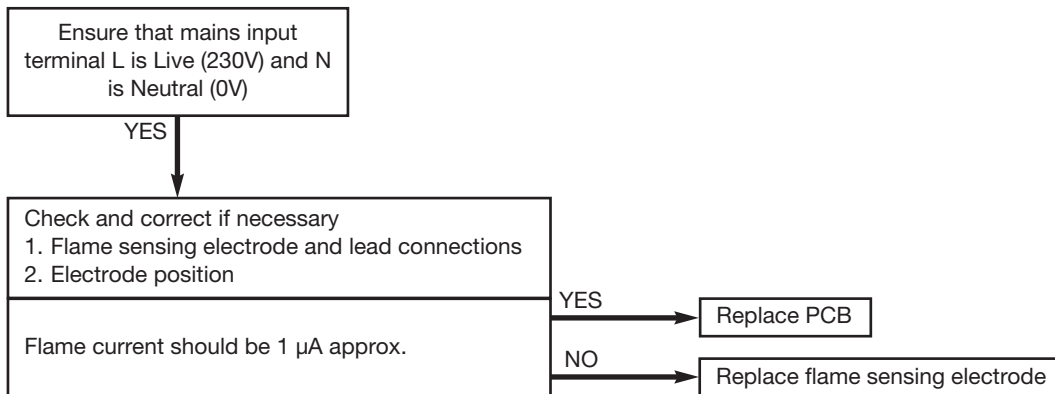 Ensure that mains input
terminal L is Live (230V) and N
is Neutral (0V)
YES
Check and correct if necessary
1. Flame sensing electrode and lead connections
2. Electrode position
Flame current should be 1 µA approx.
YES
Replace PCB
NO
Replace flame sensing electrode